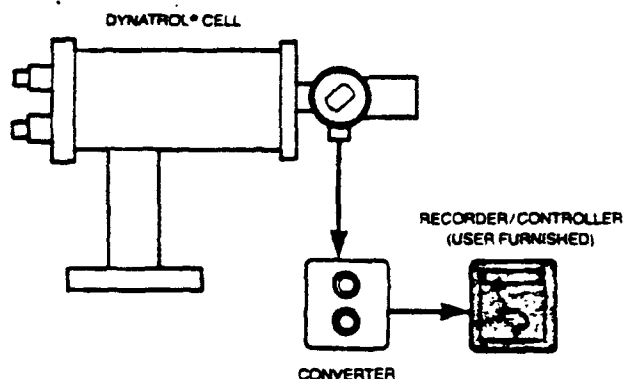 DYNATROL® CELL
RECORDER/CONTROLLER
(USER FURNISHED)
CONVERTER